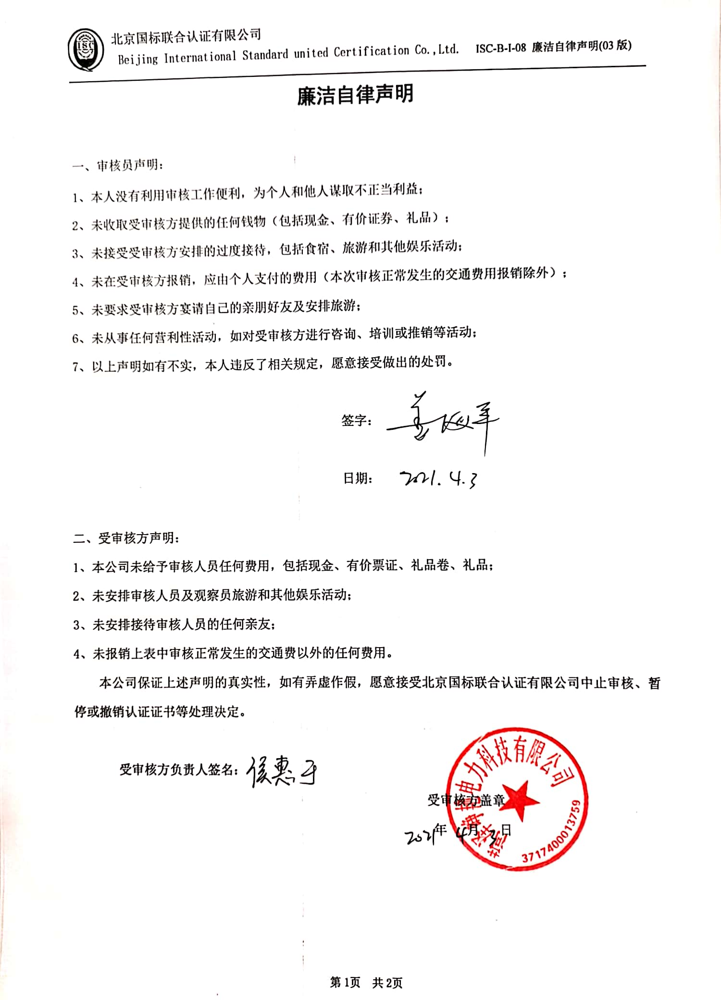 北京国标联合认证有限公司
Beijing International Standard united Certification Co.,Ltd. ISC-B-I-08 廉洁自律声明(03 版)
ISC
廉洁自律声明
一、审核员声明:
1、本人没有利用审核工作便利，为个人和他人谋取不正当利益;
2、未收取受审核方提供的任何钱物（包括现金、有价证券、礼品）;
3、未接受受审核方安排的过度接待，包括食宿、旅游和其他娱乐活动;
4、未在受审核方报销，应由个人支付的费用（本次审核正常发生的交通费用报销除外）;
5、未要求受审核方宴请自己的亲朋好友及安排旅游;
6、未从事任何营利性活动，如对受审核方进行咨询、培训或推销等活动;
7、以上声明如有不实，本人违反了相关规定，愿意接受做出的处罚。
签字:
日期: 2021.4.3
二、受审核方声明:
1、本公司未给予审核人员任何费用，包括现金、有价票证、礼品卷、礼品;
2、未安排审核人员及观察员旅游和其他娱乐活动;
3、未安排接待审核人员的任何亲友;
4、未报销上表中审核正常发生的交通费以外的任何费用。
本公司保证上述声明的真实性，如有弄虚作假，愿意接受北京国标联合认证有限公司中止审核、暂
停或撤销认证证书等处理决定。
受审核方负责人签名: 侯惠于
受审核方盖章
2021年 4月 3日
电力科技有限公司
3717400013759
第 1页 共 2页